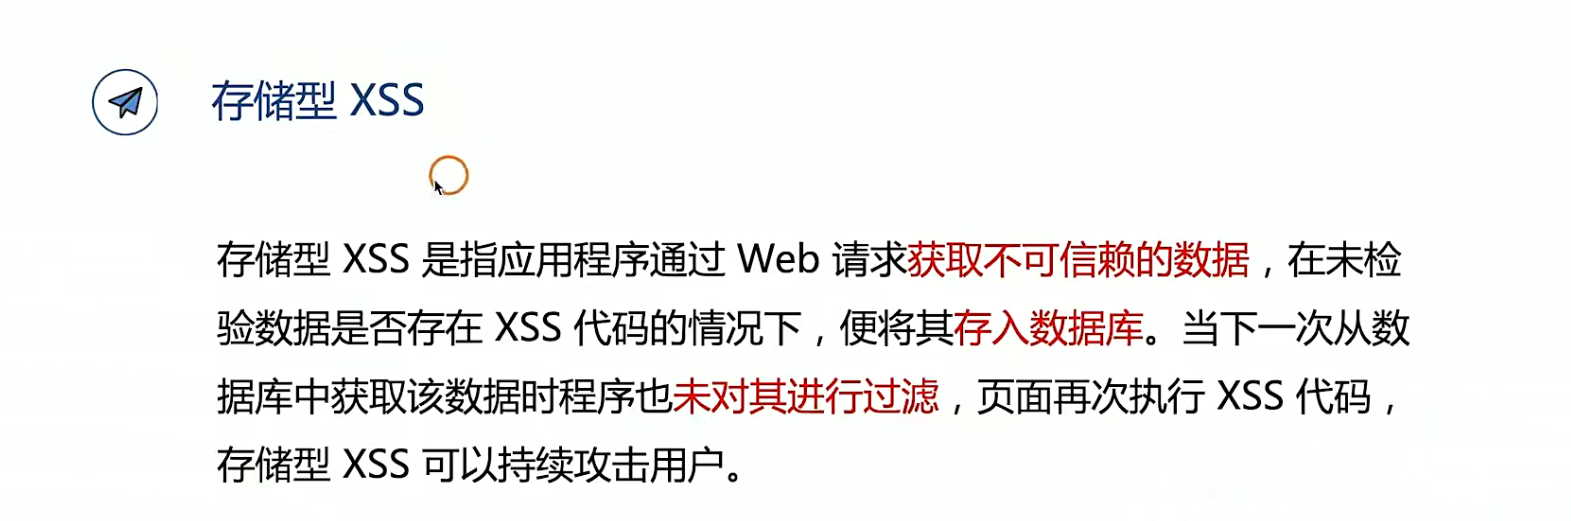 存储型 XSS
存储型 XSS 是指应用程序通过 Web 请求获取不可信赖的数据，在未检
验数据是否存在 XSS 代码的情况下，便将其存入数据库。当下一次从数
据库中获取该数据时程序也未对其进行过滤，页面再次执行 XSS 代码，
存储型 XSS 可以持续攻击用户。